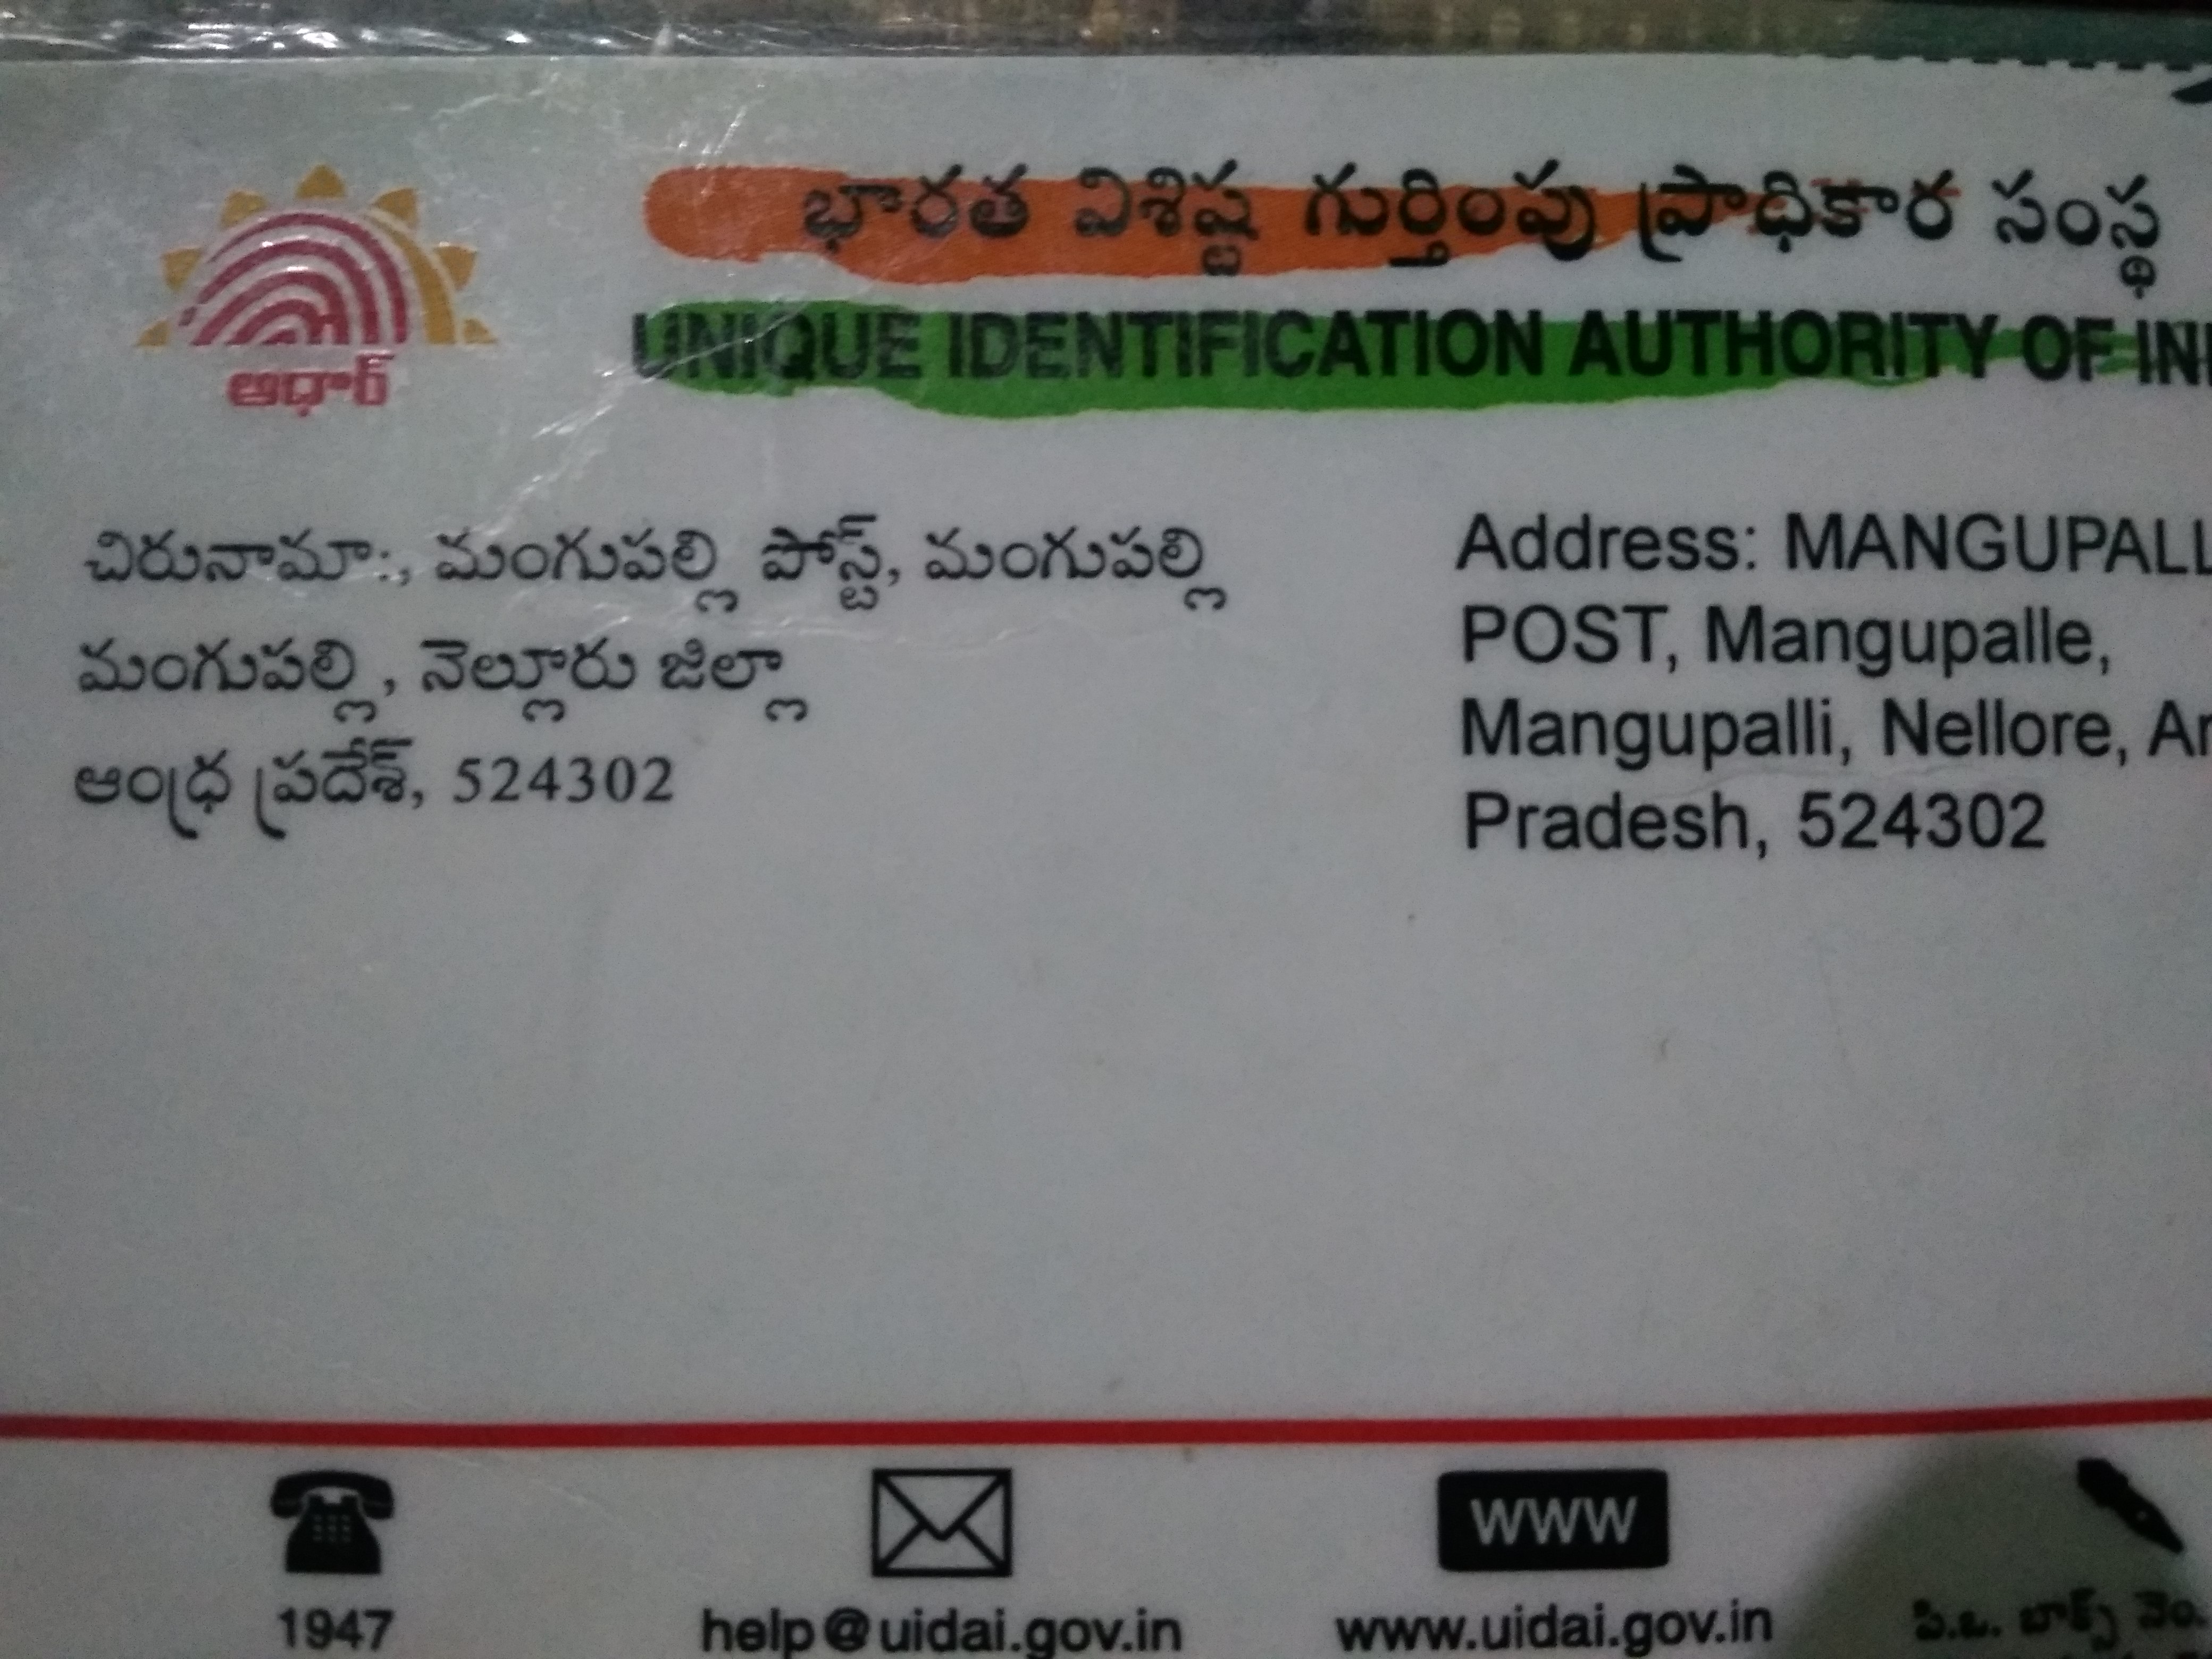 భారత విశిష్ట గుర్తింపు ప్రాధికార సంస్థ
UNIQUE IDENTIFICATION AUTHORITY OF
ఆధార్
చిరునామా:, మంగుపల్లి పోస్ట్, మంగుపల్లి
మంగుపల్లి, నెల్లూరు జిల్లా
ఆంధ్ర ప్రదేశ్, 524302
Address: MANGUPALL
POST, Mangupalle,
Mangupalli, Nellore,
Pradesh, 524302
1947
help@uidai.gov.in
WWW
www.uidai.gov.in
పి.బి. బాక్స్ నెం.